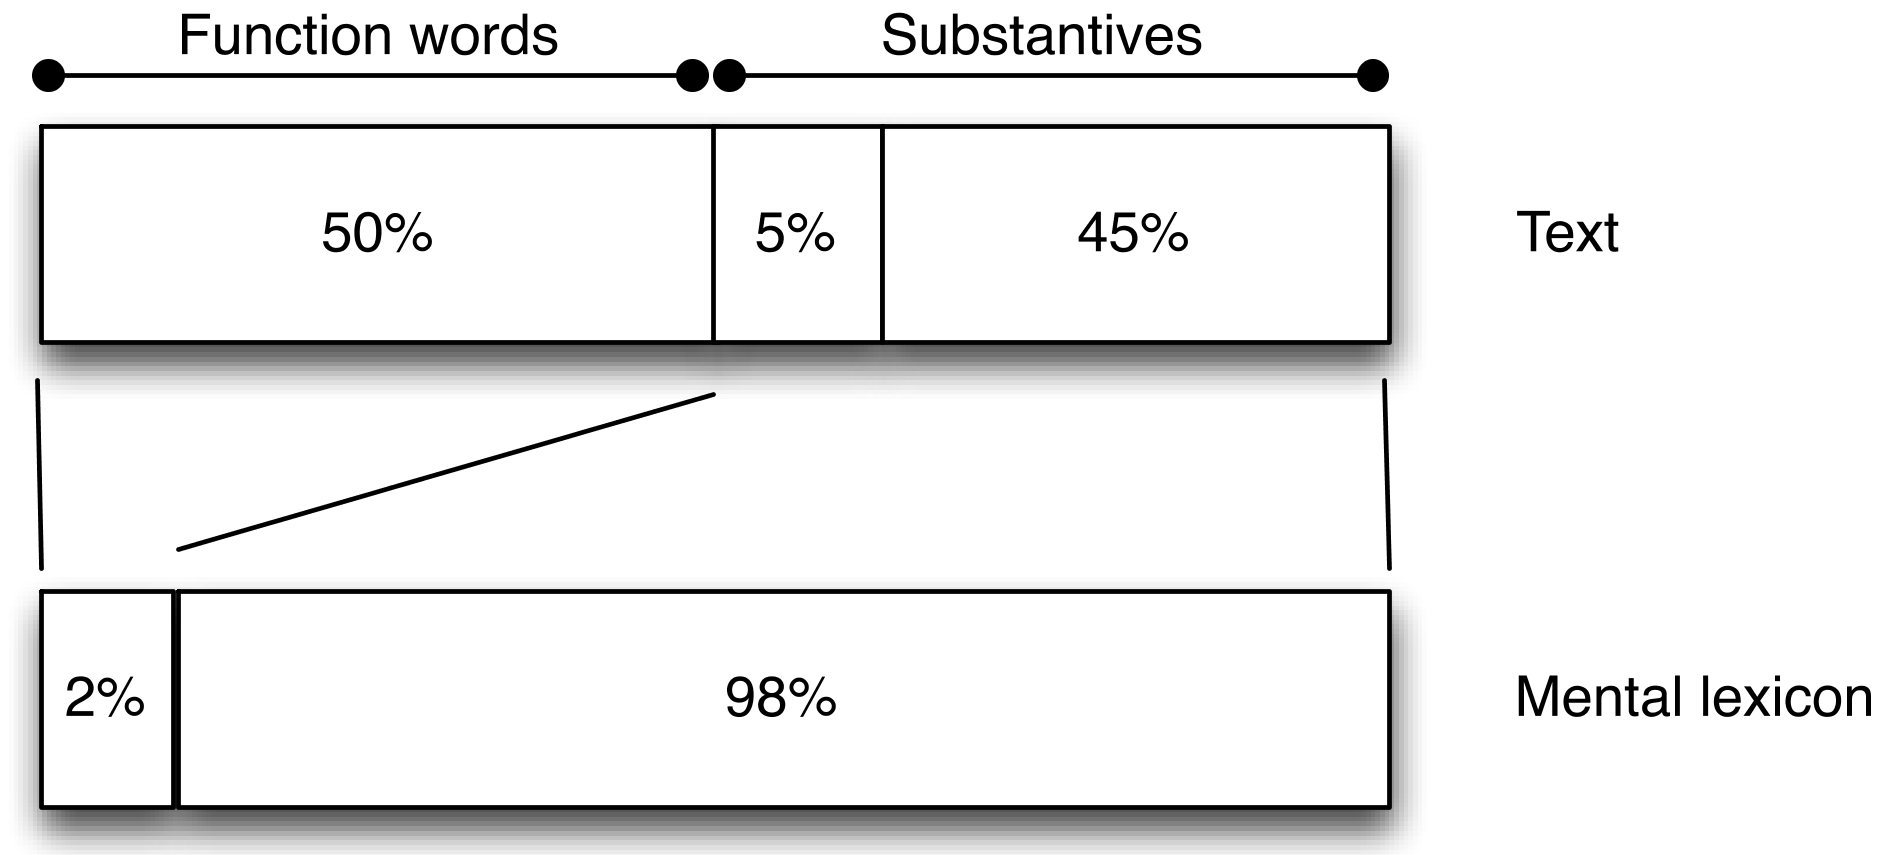 Function words
Substantives
50%
5%
45%
Text
2%
98%
Mental lexicon